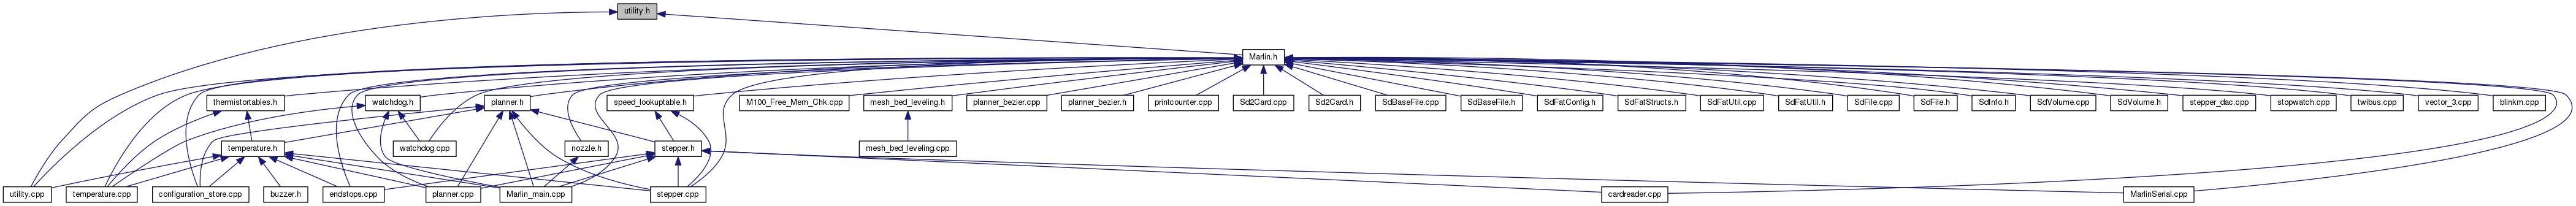 utility.h
Marlin.h
thermistortables.h
watchdog.h
planner.h
speed_lookuptable.h
M100_Free_Mem_Chk.cpp
mesh_bed_leveling.h
planner_bezier.cpp
planner_bezier.h
printcounter.cpp
Sd2Card.cpp
Sd2Card.h
SdBaseFile.cpp
SdBaseFile.h
SdFatConfig.h
SdFatStructs.h
SdFatUtil.cpp
SdFatUtil.h
SdFile.cpp
SdFile.h
SdInfo.h
SdVolume.cpp
SdVolume.h
stepper_dac.cpp
stopwatch.cpp
twibus.cpp
vector_3.cpp
blinkm.cpp
temperature.h
watchdog.cpp
nozzle.h
stepper.h
mesh_bed_leveling.cpp
utility.cpp
temperature.cpp
configuration_store.cpp
buzzer.h
endstops.cpp
planner.cpp
Marlin_main.cpp
stepper.cpp
cardreader.cpp
MarlinSerial.cpp